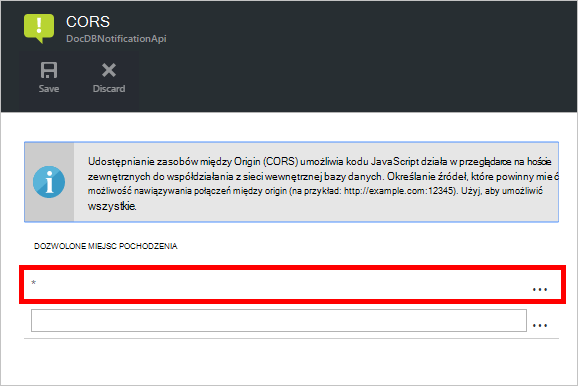 CORS
DocDBNotificationApi
Save
Discard
Udostępnianie zasobów między Origin (CORS) umożliwia kodu JavaScript działa w przeglądarce na hoście
zewnętrznych do współdziałania z sieci wewnętrznej bazy danych. Określanie źródeł, które powinny mie ć
możliwość nawiązywania połączeń między origin (na przykład: http://example.com:12345). Użyj, aby umożliwić
wszystkie.
DOZWOLONE MIEJSC POCHODZENIA
*
...
...